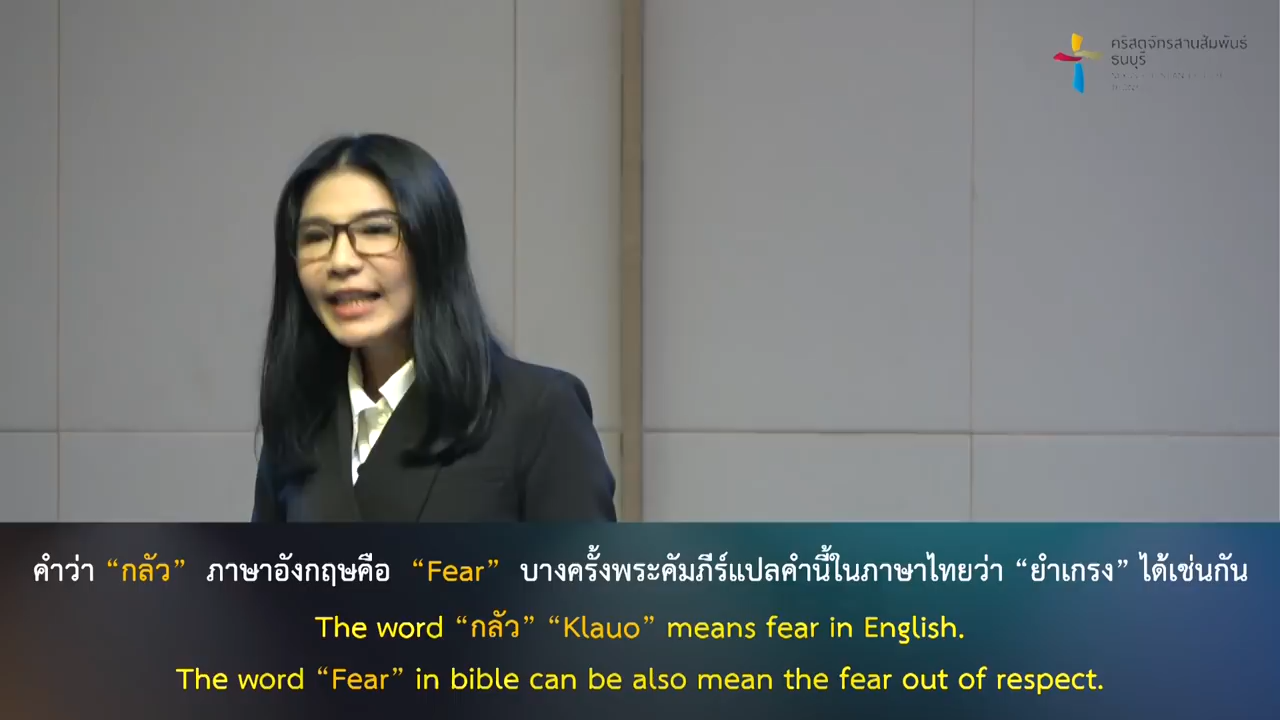 คริสตจักรสานสัมพันธ์
ธนบุรี
คำว่า “กลัว” ภาษาอังกฤษคือ “Fear” บางครั้งพระคัมภีร์แปลคำนี้ในภาษาไทยว่า “ยำเกรง” ได้เช่นกัน
The word “กลัว” “Klauo” means fear in English.
The word “Fear” in bible can be also mean the fear out of respect.